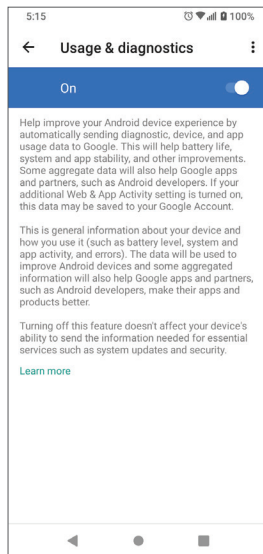 5:15 100%
Usage & diagnostics
On
Help improve your Android device experience by
automatically sending diagnostic, device, and app
usage data to Google. This will help battery life,
system and app stability, and other improvements.
Some aggregate data will also help Google apps
and partners, such as Android developers. If your
additional Web & App Activity setting is turned on,
this data may be saved to your Google Account.
This is general information about your device and
how you use it (such as battery level, system and
app activity, and errors). The data will be used to
improve Android devices and some aggregated
information will also help Google apps and partners,
such as Android developers, make their apps and
products better.
Turning off this feature doesn't affect your device's
ability to send the information needed for essential
services such as system updates and security.
Learn more